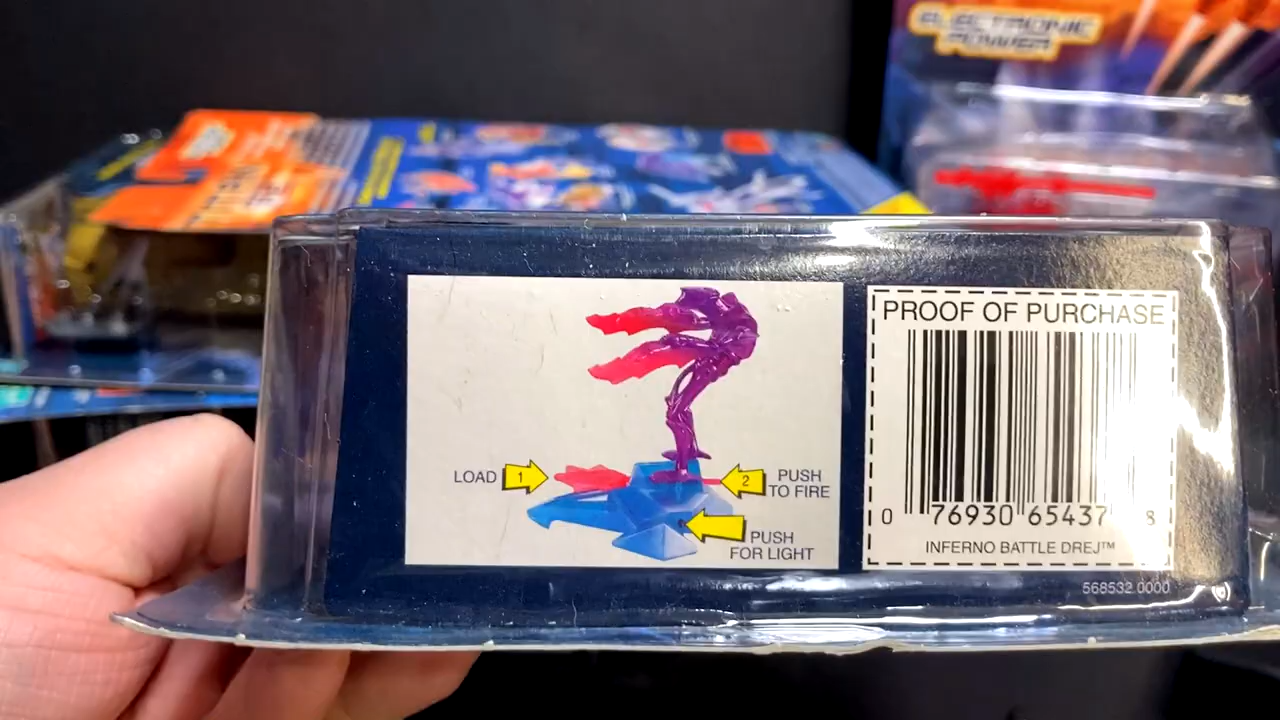 ELECTRONIC
POWER
LOAD
1
2
PUSH
TO FIRE
PUSH
FOR LIGHT
PROOF OF PURCHASE
0 76930 65437 8
INFERNO BATTLE DREJ™
568532.0000